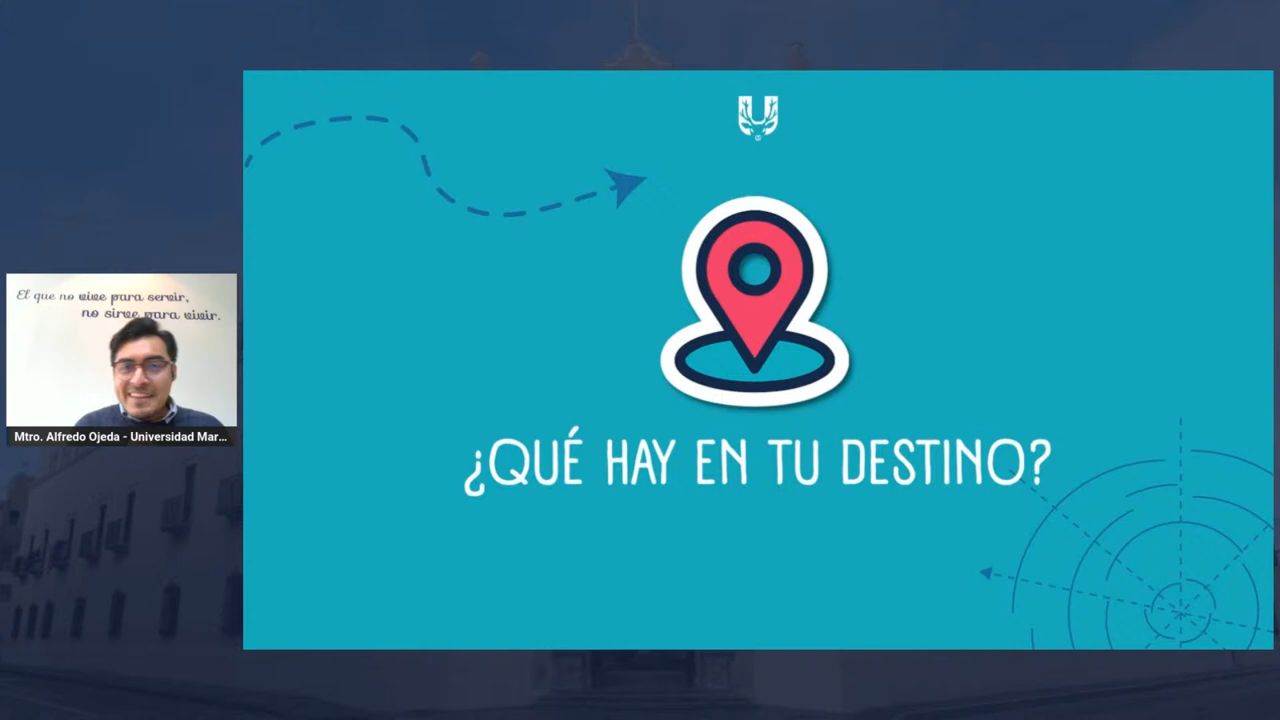 U
El que no vive para servir,
no sirve para vivir.
Mtro. Alfredo Ojeda - Universidad Mar...
¿QUÉ HAY EN TU DESTINO?